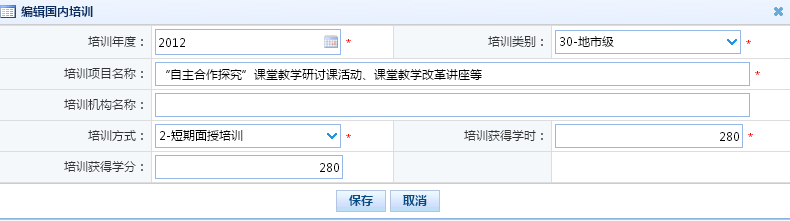 编辑国内培训
培训年度： 2012 * 培训类别： 30-地市级 *
培训项目名称： “自主合作探究”课堂教学研讨课活动、课堂教学改革讲座等 *
培训机构名称：
培训方式： 2-短期面授培训 * 培训获得学时： 280 *
培训获得学分： 280
保存 取消